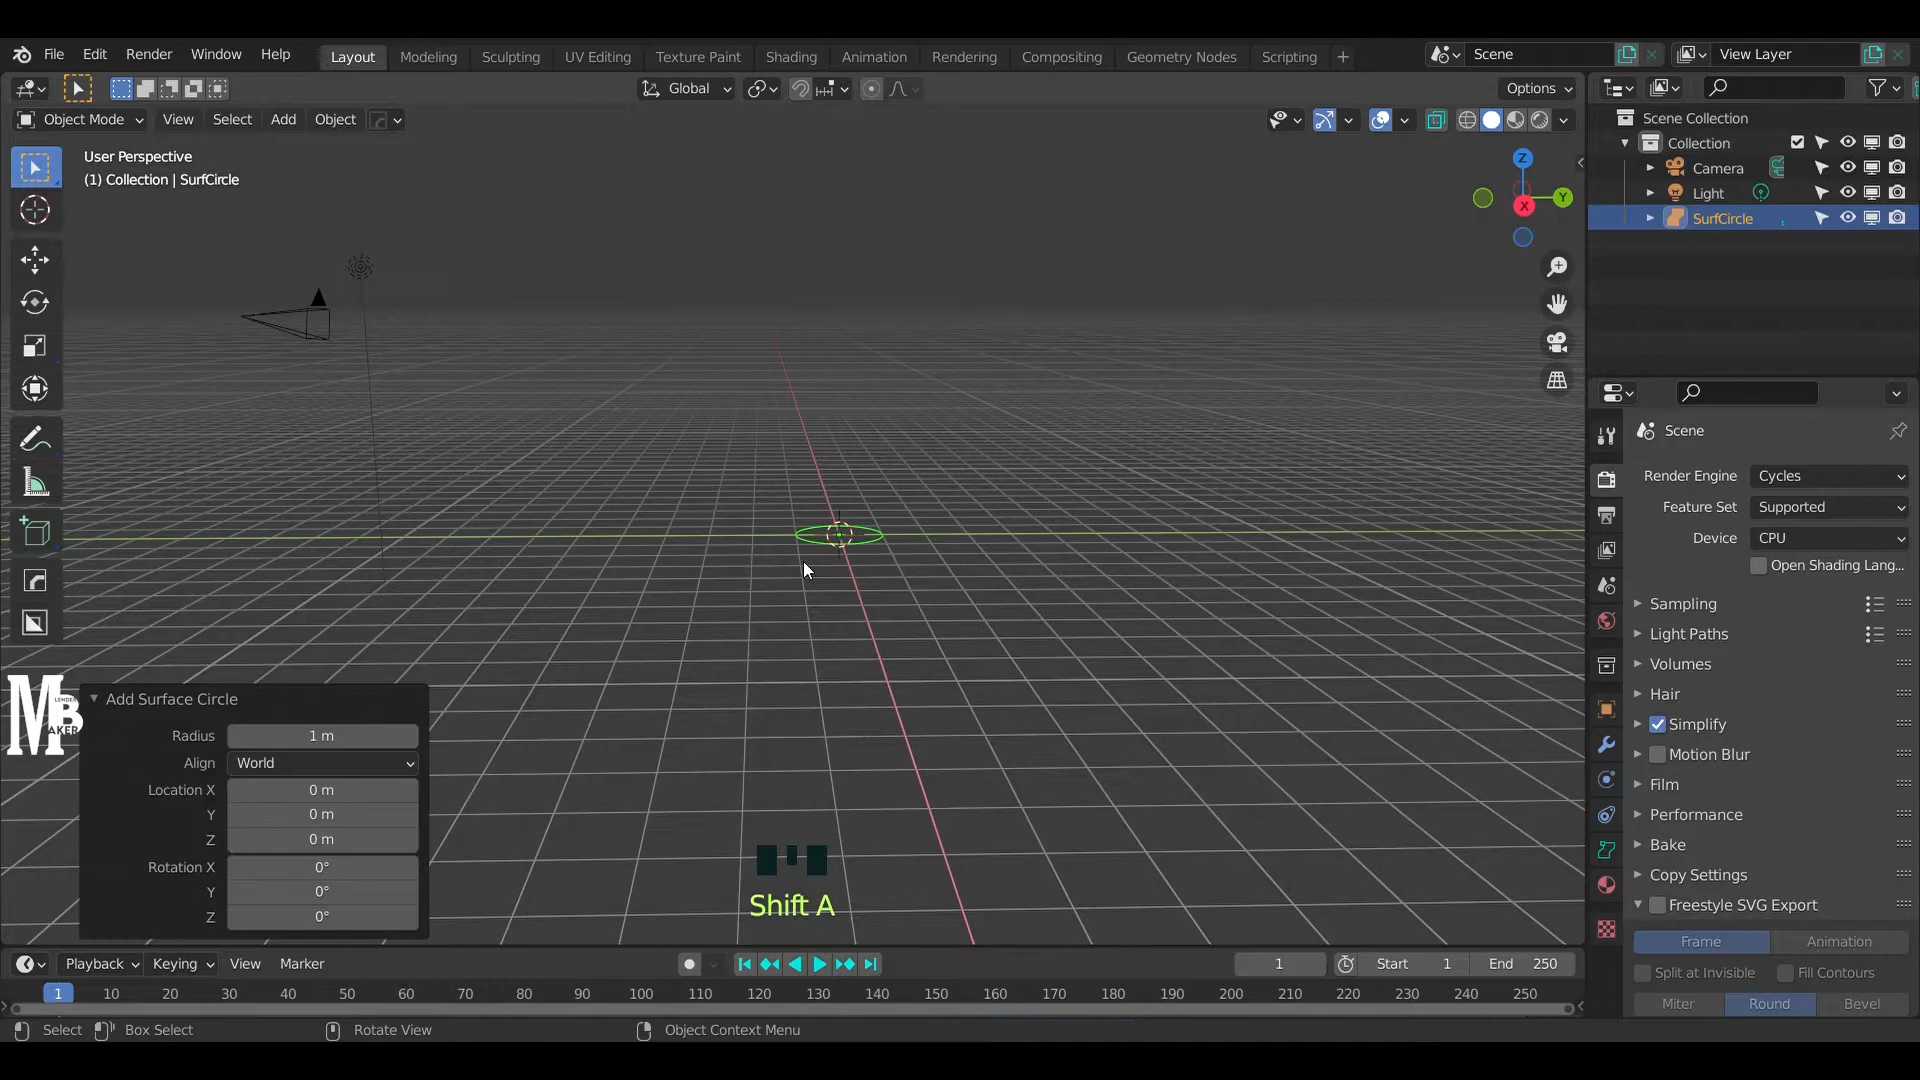 File Edit Render Window Help Layout Modeling Sculpting UV Editing Texture Paint Shading Animation Rendering Compositing Geometry Nodes Scripting + Scene View Layer
Global Options
Object Mode View Select Add Object
Scene Collection
Collection
Camera
Light
SurfCircle
User Perspective
(1) Collection | SurfCircle
Z
Y
X
Scene
Render Engine Cycles
Feature Set Supported
Device CPU
Open Shading Lang...
Sampling
Light Paths
Volumes
Hair
Simplify
Motion Blur
Film
Performance
Bake
Copy Settings
Freestyle SVG Export
Frame Animation
Split at Invisible Fill Contours
Miter Round Bevel
M B LENDER AKER
Add Surface Circle
Radius 1 m
Align World
Location X 0 m
Y 0 m
Z 0 m
Rotation X 0°
Y 0°
Z 0°
Shift A
Playback Keying View Marker 1 Start 1 End 250
1 10 20 30 40 50 60 70 80 90 100 110 120 130 140 150 160 170 180 190 200 210 220 230 240 250
Select Box Select Rotate View Object Context Menu